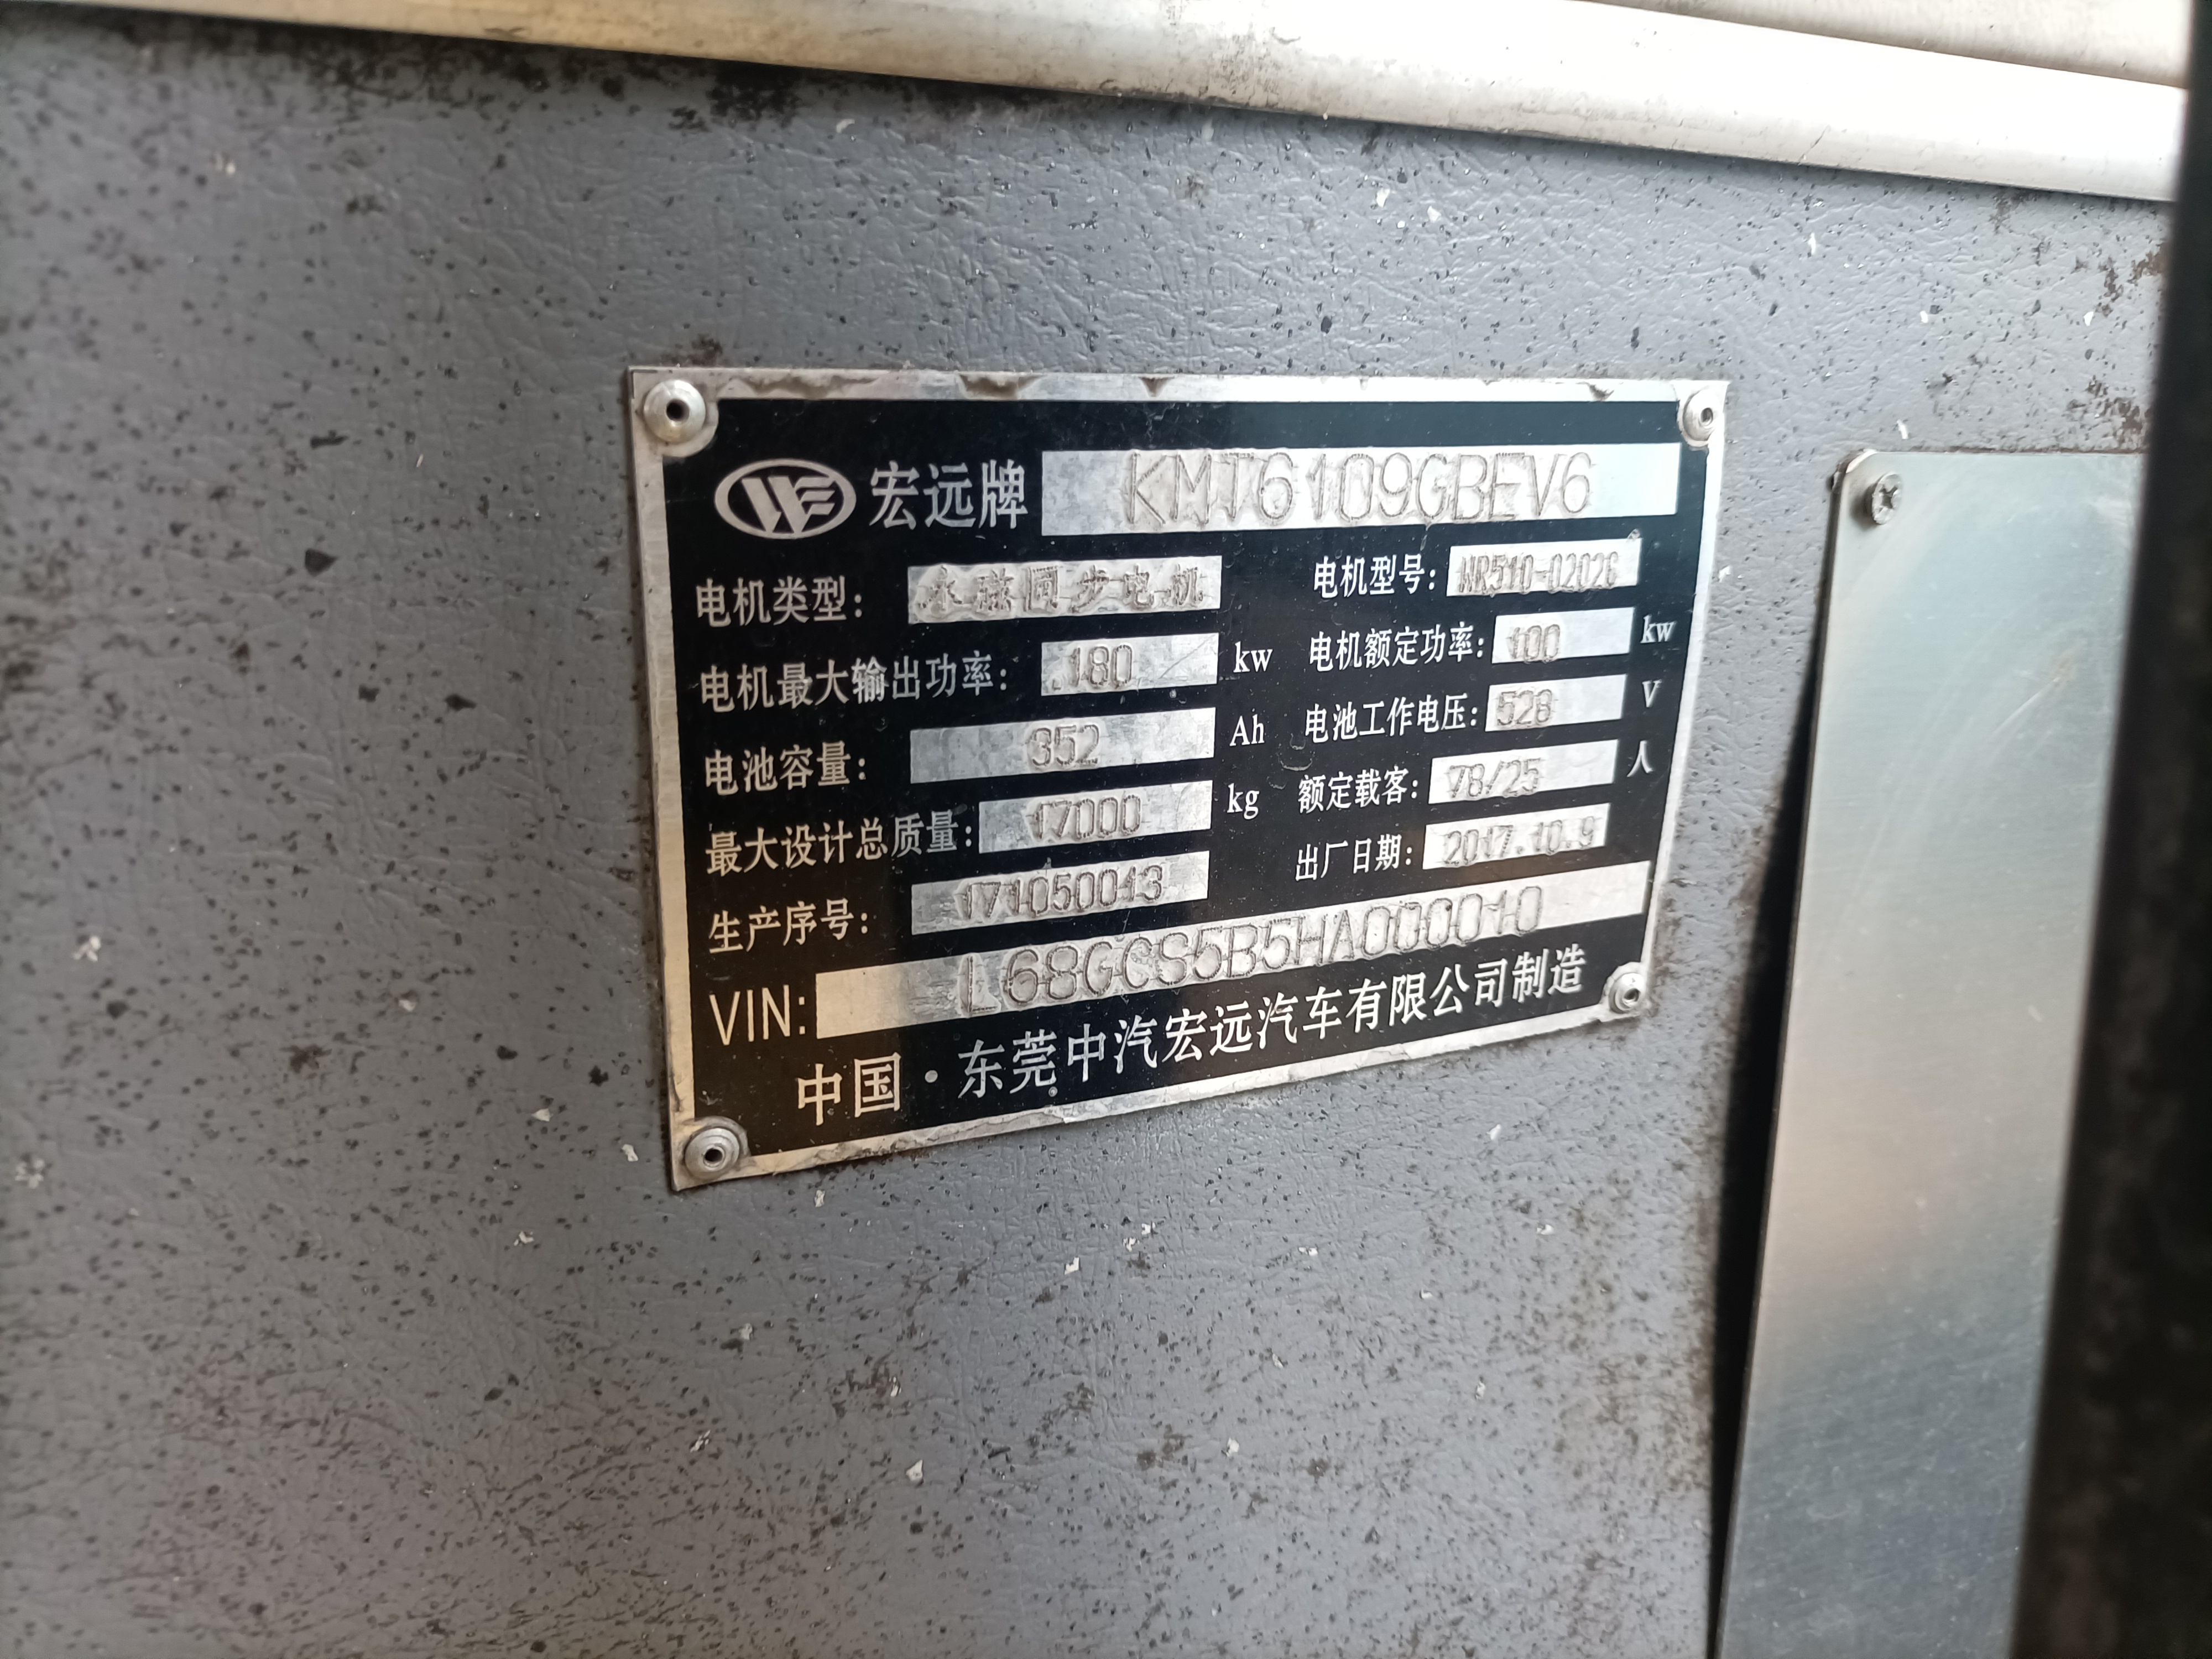 宏远牌 KMT6109GBEV6
电机类型: 永磁同步电机 电机型号:
电机最大输出功率: 180 kw 电机额定功率: 100 kw
电池容量: 352 Ah 电池工作电压: 528 V
最大设计总质量: 17000 kg 额定载客: 78/25 人
生产序号: 171050013 出厂日期: 2017.10.9
VIN: L68GCS5B5HA000010
中国·东莞中汽宏远汽车有限公司制造